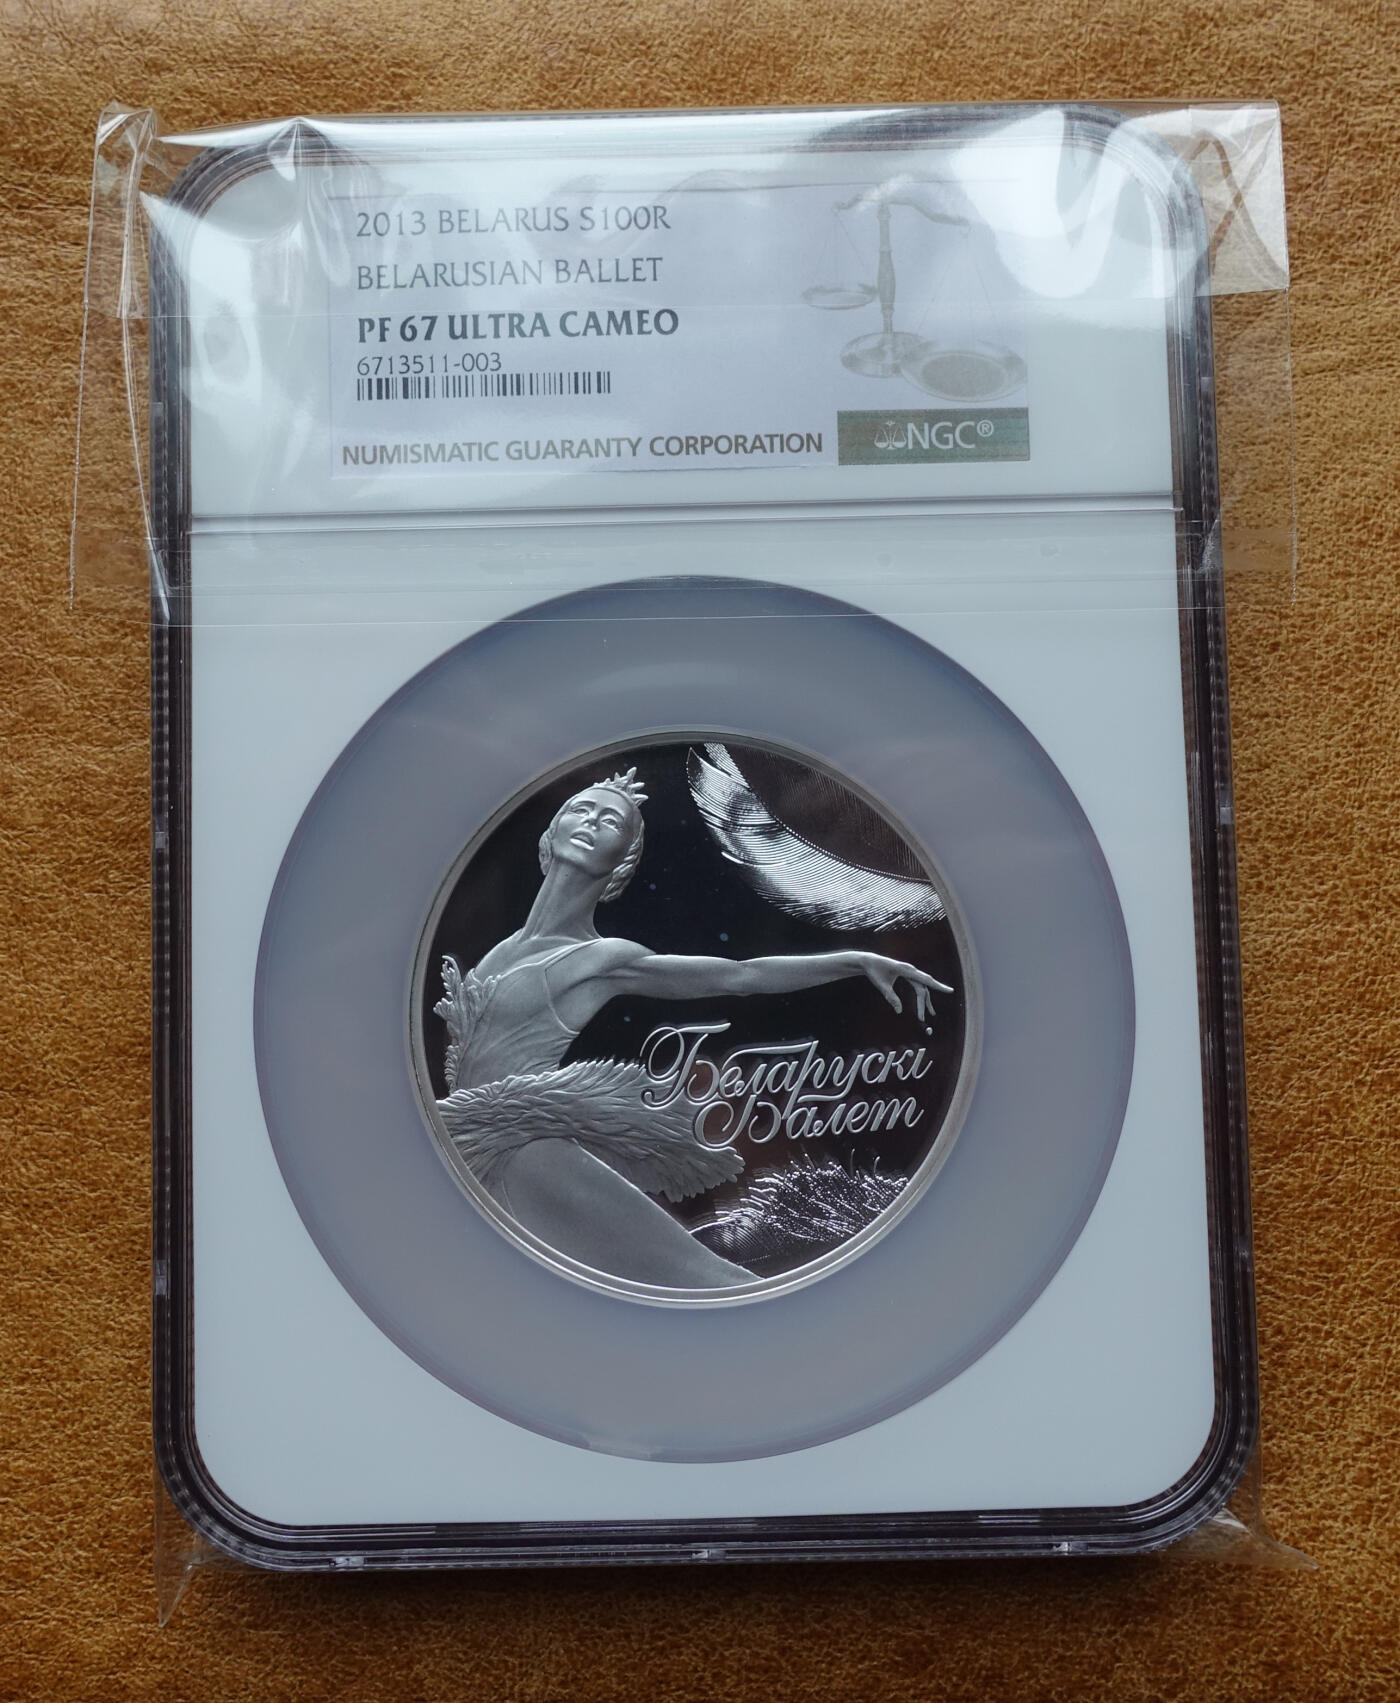 2013 BELARUS S100R
BELARUSIAN BALLET
PF 67 ULTRA CAMEO
6713511-003
NUMISMATIC GUARANTY CORPORATION
NGC®
Беларускі
Балет